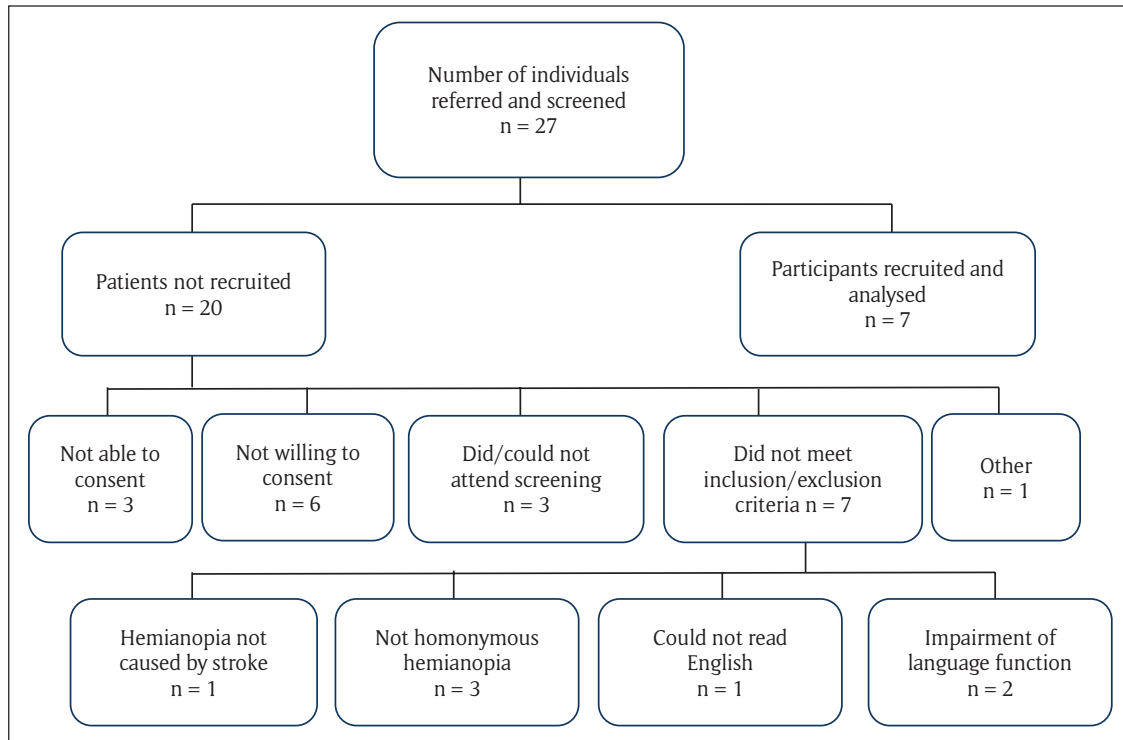 Number of individuals
referred and screened
n = 27
Patients not recruited
n = 20
Participants recruited and
analysed
n = 7
Not able to
consent
n = 3
Not willing to
consent
n = 6
Did/could not
attend screening
n = 3
Did not meet
inclusion/exclusion
criteria n = 7
Other
n = 1
Hemianopia not
caused by stroke
n = 1
Not homonymous
hemianopia
n = 3
Could not read
English
n = 1
Impairment of
language function
n = 2